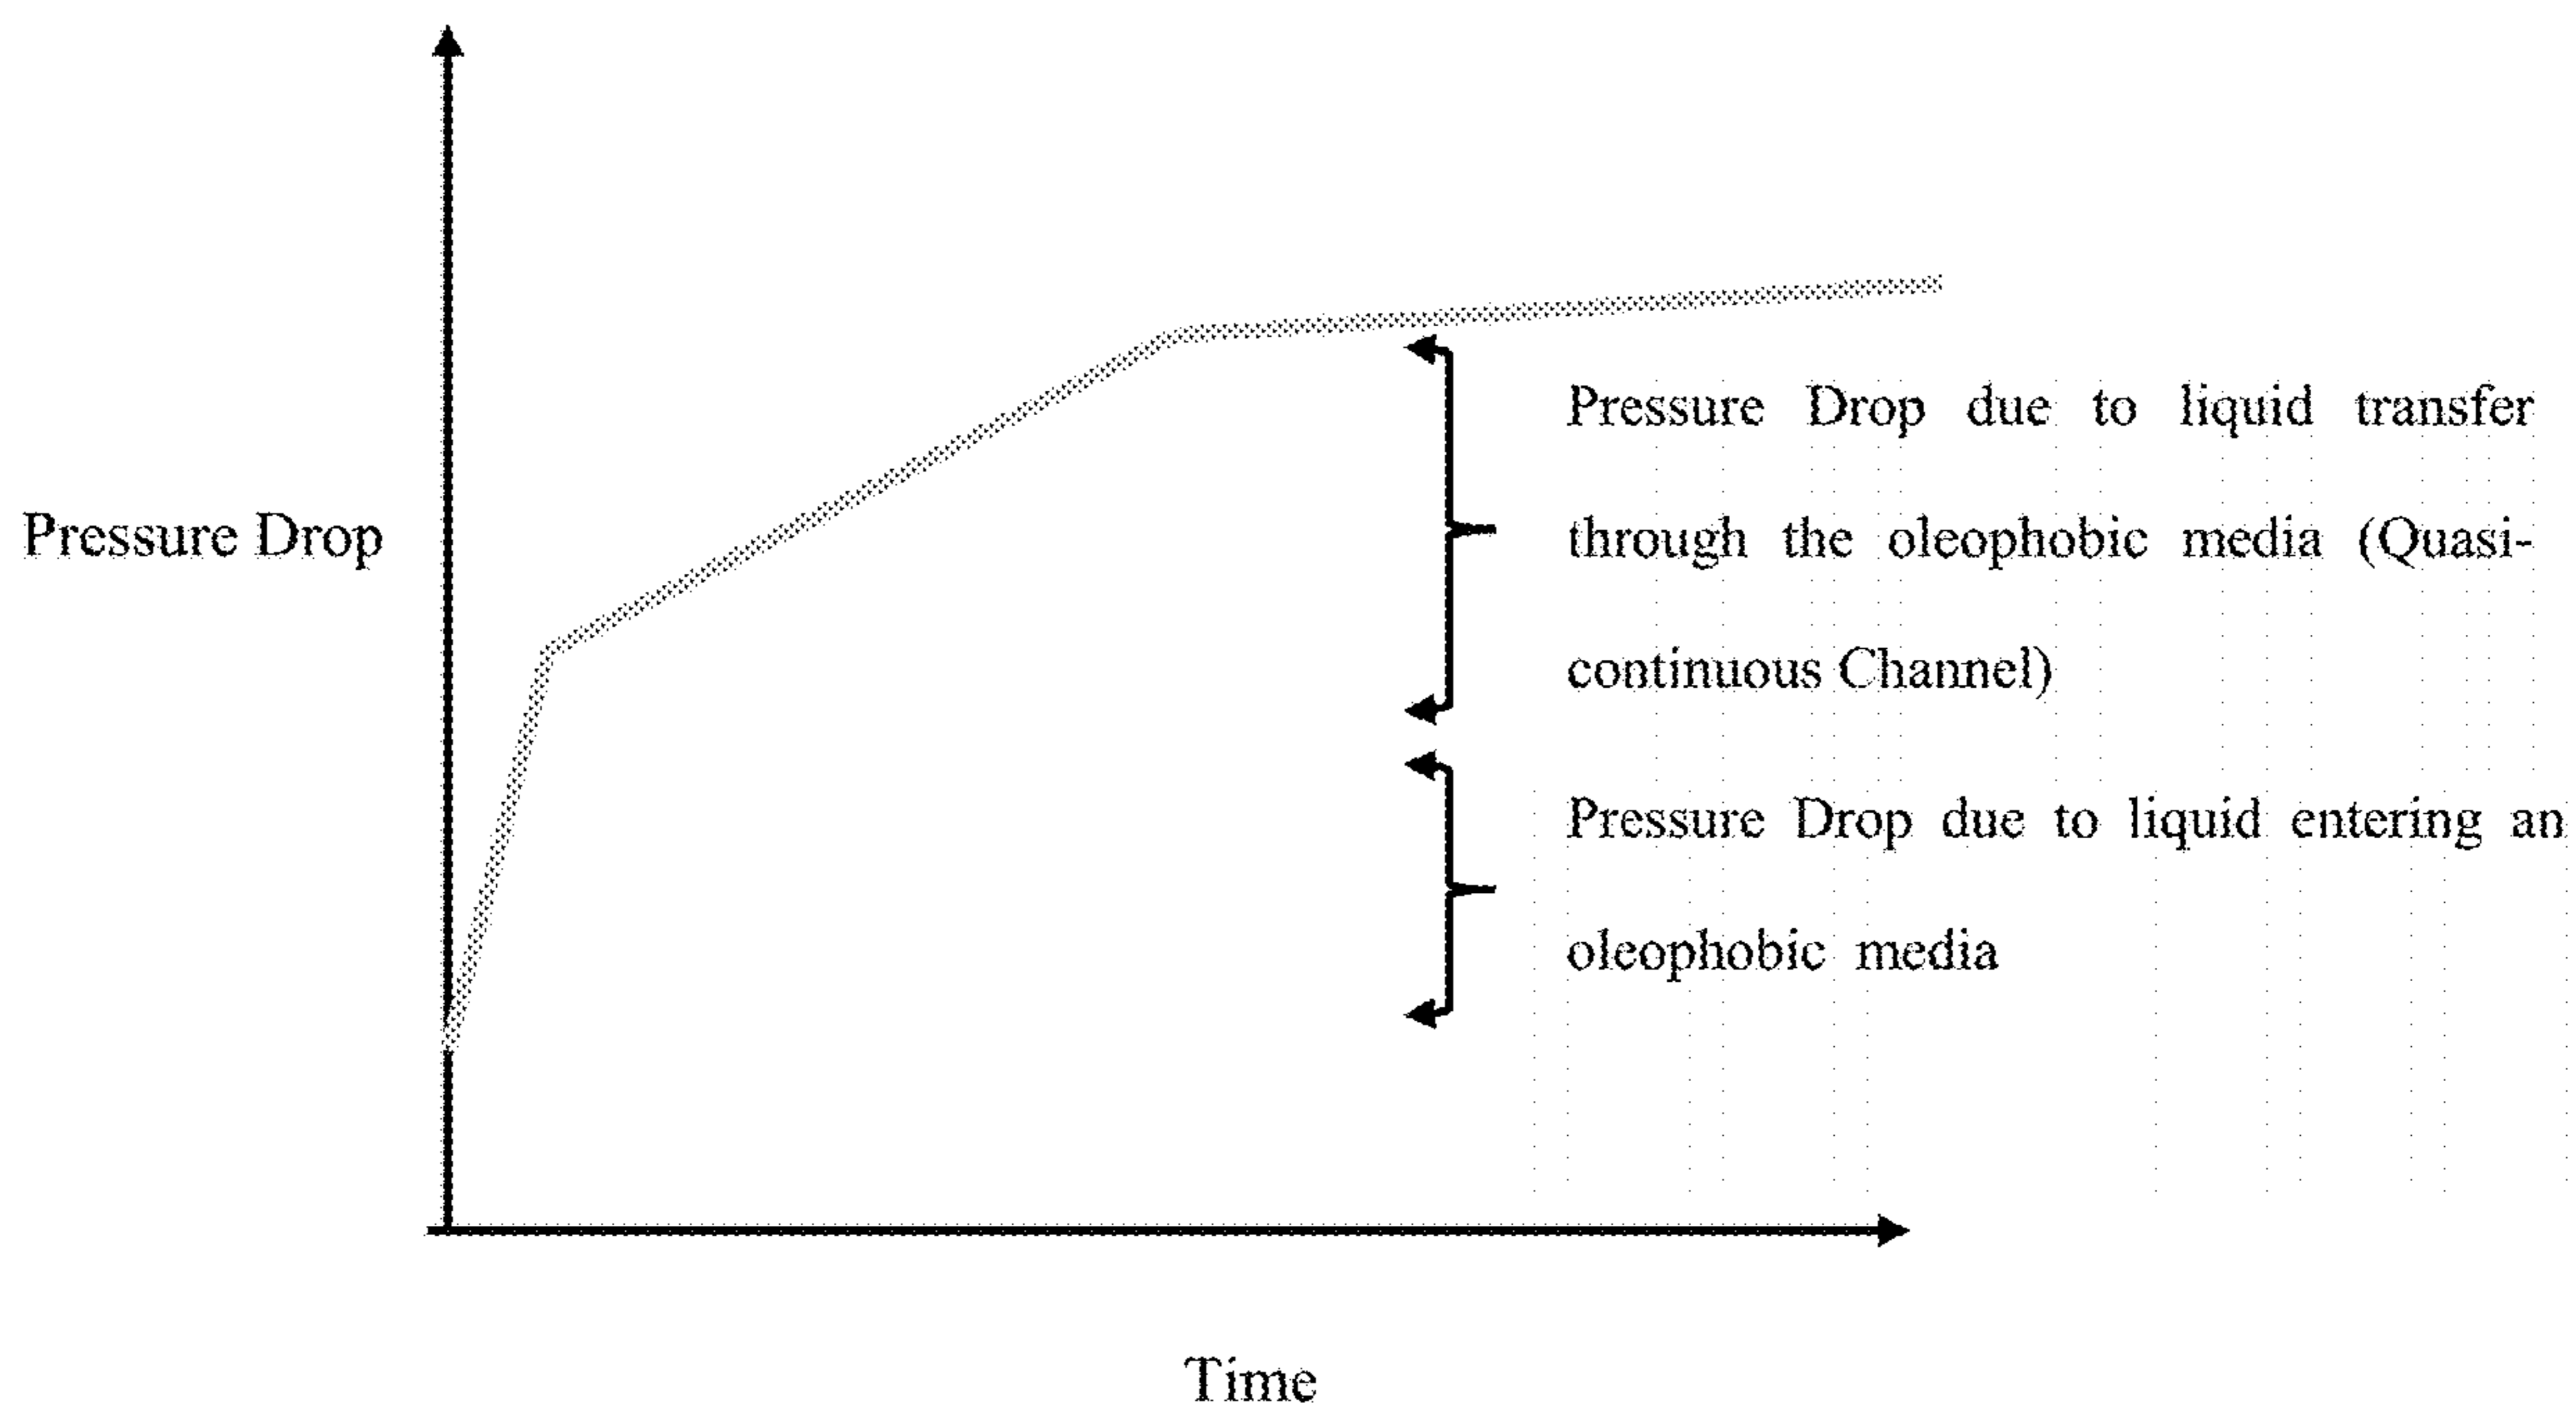 Pressure Drop due to liquid transfer
Pressure Drop
through the oleophobic media (Quasi-
continuous Channel)
Pressure Drop due to liquid entering an
oleophobic media
Time